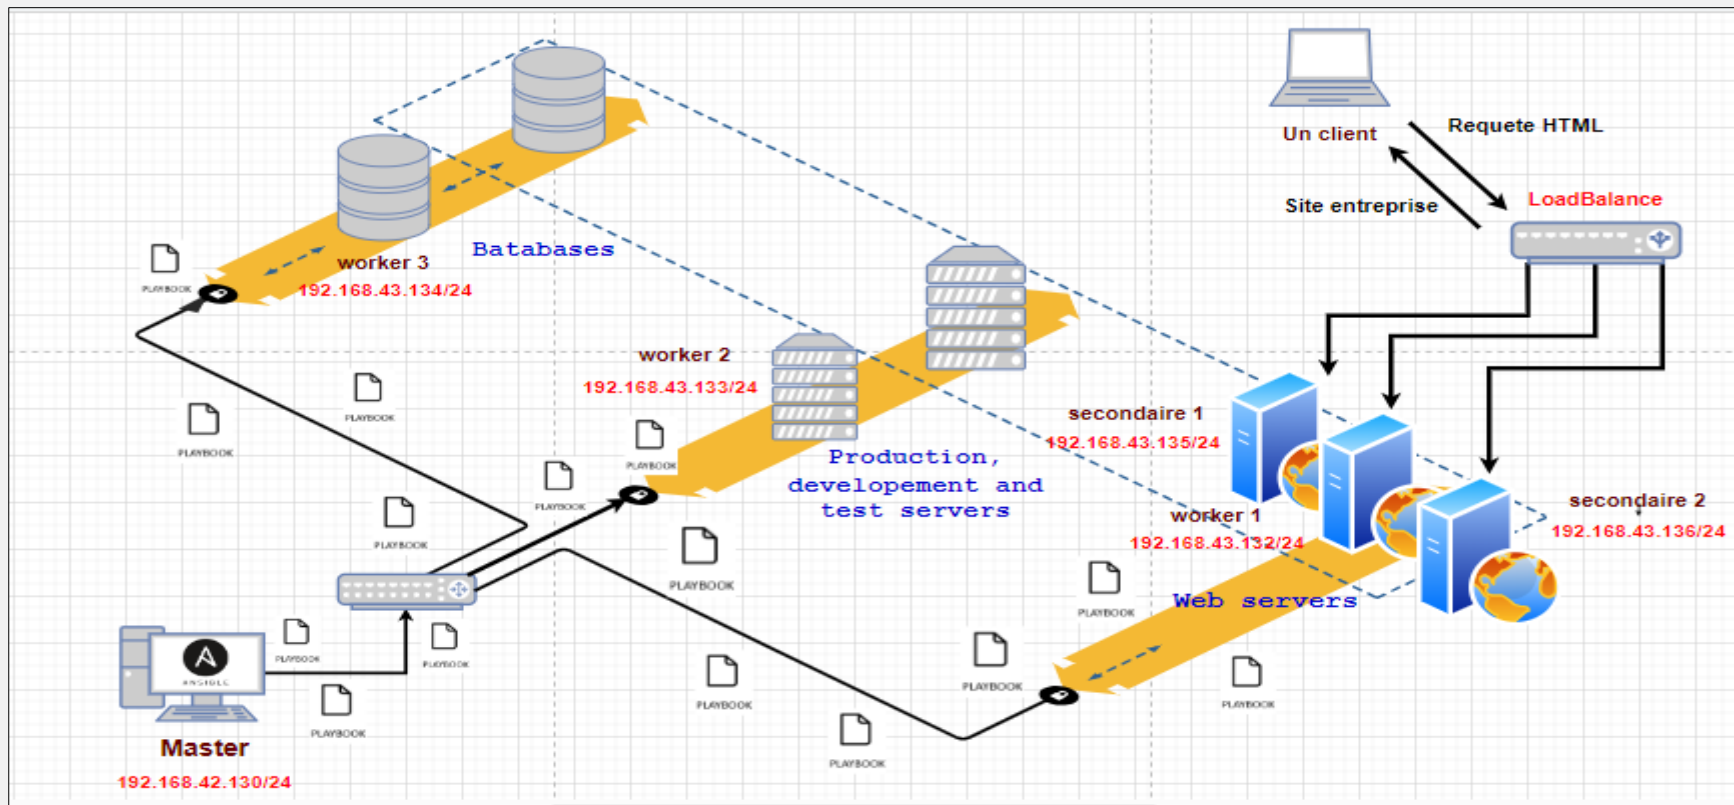 Un client
Requete HTML
Site entreprise
LoadBalance
Batabases
worker 3
192.168.43.134/24
PLAYBOOK
worker 2
192.168.43.133/24
PLAYBOOK
PLAYBOOK
secondaire 1
192.168.43.135/24
PLAYBOOK
PLAYBOOK
Production,
developement and
test servers
secondaire 2
192.168.43.136/24
worker 1
192.168.43.132/24
PLAYBOOK
PLAYBOOK
PLAYBOOK
Web servers
PLAYBOOK
PLAYBOOK
PLAYBOOK
ANSIBLE
PLAYBOOK
PLAYBOOK
PLAYBOOK
PLAYBOOK
PLAYBOOK
Master
192.168.42.130/24